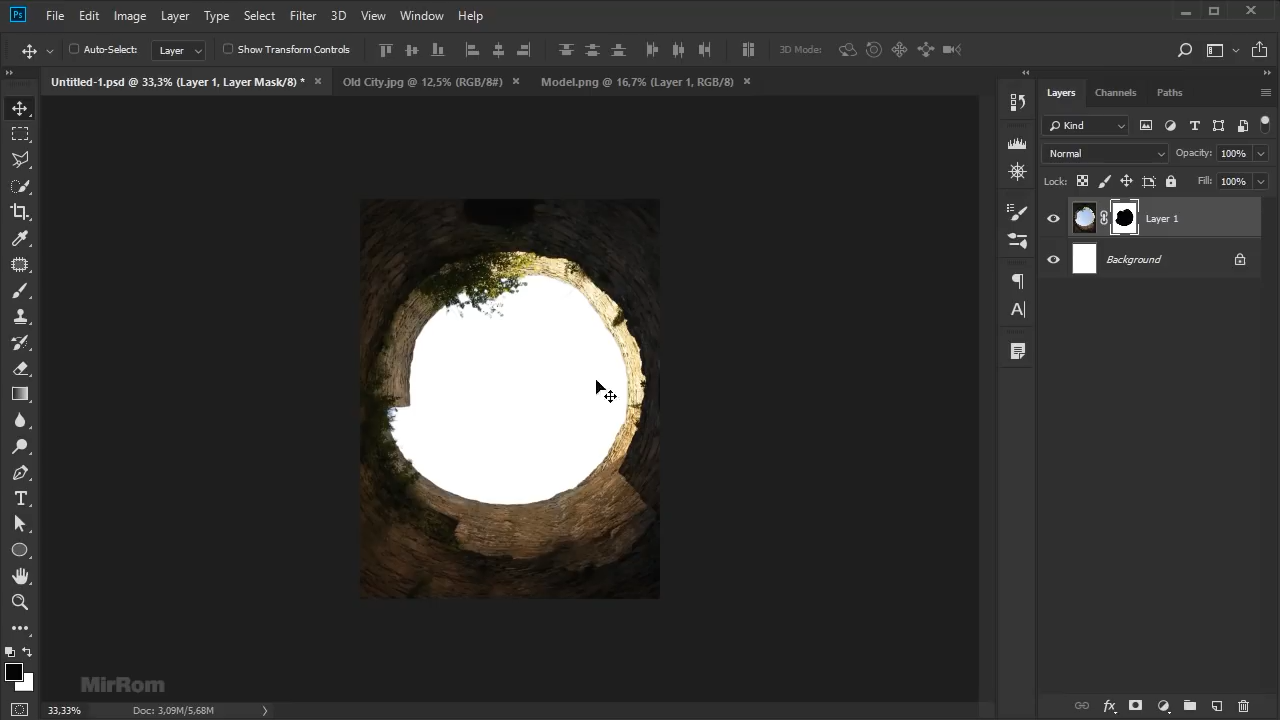 Ps File Edit Image Layer Type Select Filter 3D View Window Help
Auto-Select: Layer Show Transform Controls 3D Mode:
Untitled-1.psd @ 33,3% (Layer 1, Layer Mask/8) * Old City.jpg @ 12,5% (RGB/8#) Model.png @ 16,7% (Layer 1, RGB/8)
Layers Channels Paths
Kind
Normal Opacity: 100%
Lock: Fill: 100%
Layer 1
Background
MirRom
33,33% Doc: 3,09M/5,68M